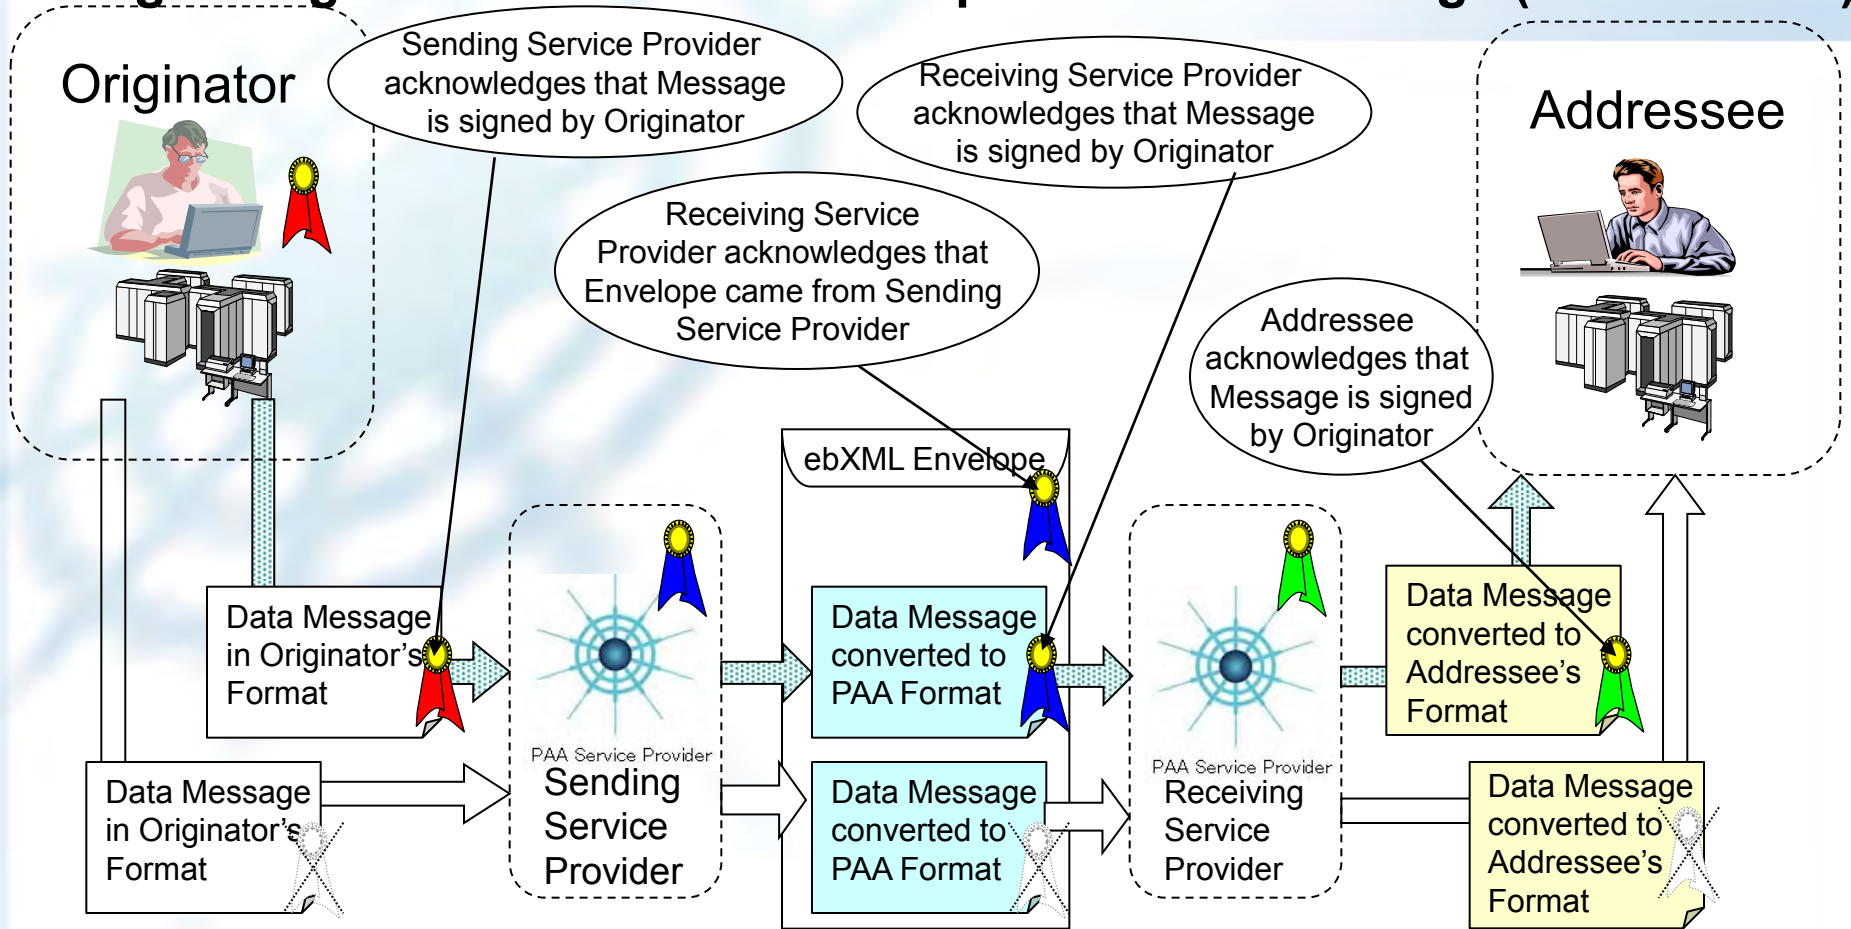 Originator
Sending Service Provider
acknowledges that Message
is signed by Originator
Receiving Service Provider
acknowledges that Message
is signed by Originator
Addressee
Receiving Service
Provider acknowledges that
Envelope came from Sending
Service Provider
Addressee
acknowledges that
Message is signed
by Originator
ebXML Envelope
Data Message
in Originator's
Format
PAA Service Provider
Sending
Service
Provider
Data Message
converted to
PAA Format
PAA Service Provider
Receiving
Service
Provider
Data Message
converted to
Addressee's
Format
Data Message
in Originator's
Format
Data Message
converted to
PAA Format
Data Message
converted to
Addressee's
Format